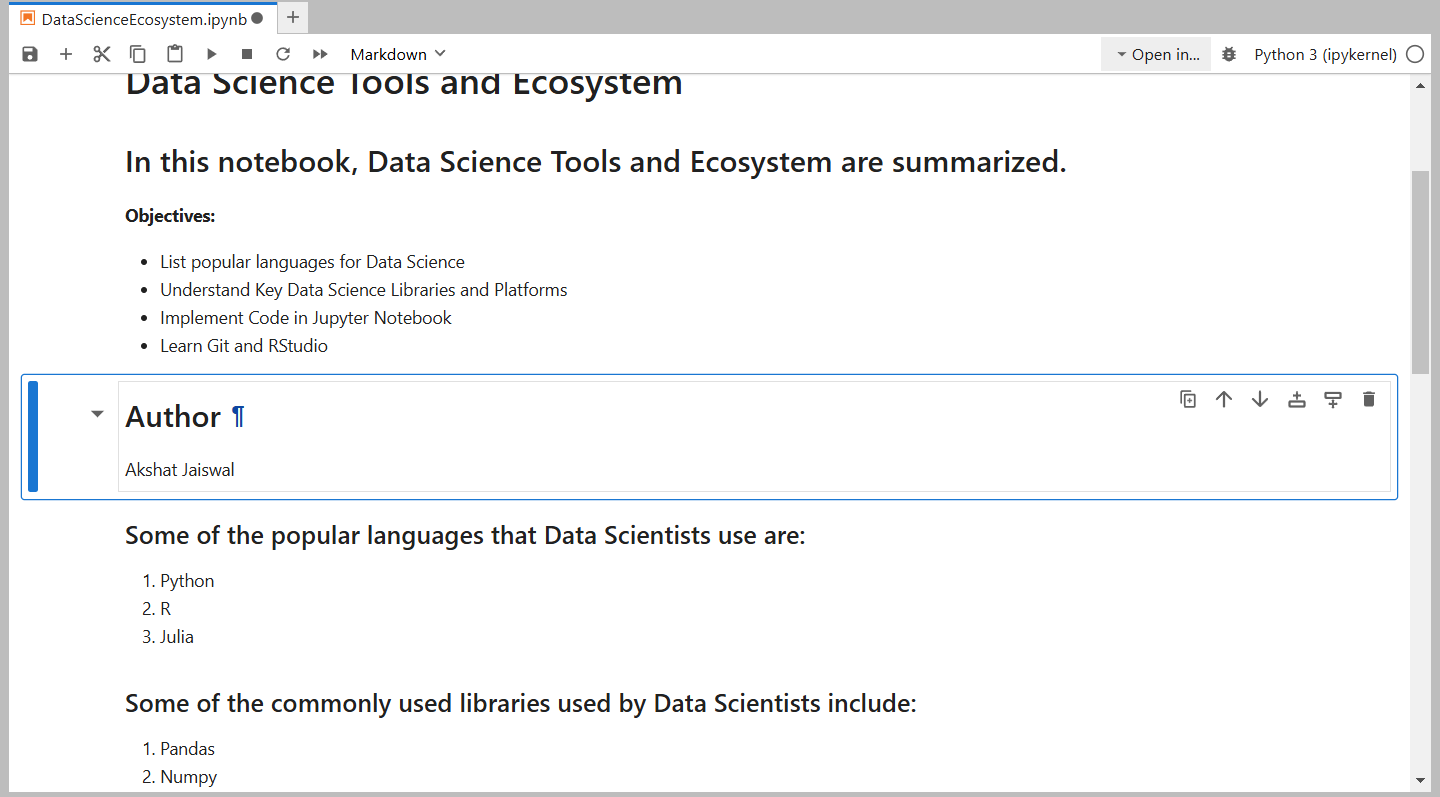 DataScienceEcosystem.ipynb
Markdown
Open in...
Python 3 (ipykernel)
Data Science Tools and Ecosystem
In this notebook, Data Science Tools and Ecosystem are summarized.
Objectives:
• List popular languages for Data Science
• Understand Key Data Science Libraries and Platforms
• Implement Code in Jupyter Notebook
• Learn Git and RStudio
Author ¶
Akshat Jaiswal
Some of the popular languages that Data Scientists use are:
1. Python
2. R
3. Julia
Some of the commonly used libraries used by Data Scientists include:
1. Pandas
2. Numpy